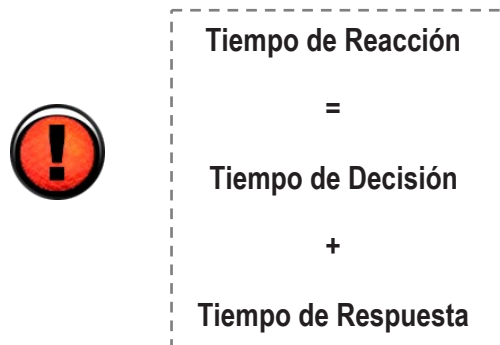 Tiempo de Reacción
=
Tiempo de Decisión
+
Tiempo de Respuesta